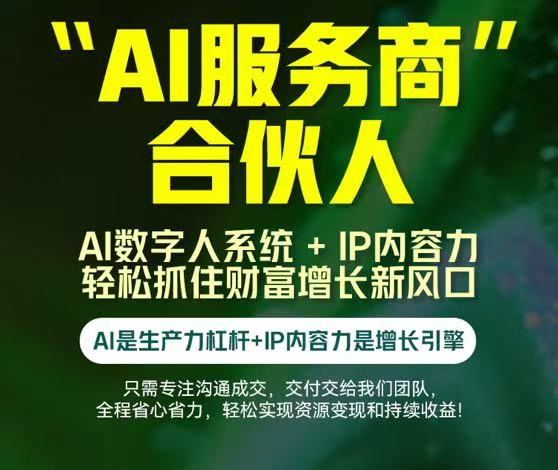 “AI服务商”
合伙人
AI数字人系统 + IP内容力
轻松抓住财富增长新风口
AI是生产力杠杆+IP内容力是增长引擎
只需专注沟通成交，交付交给我们团队，
全程省心省力，轻松实现资源变现和持续收益!